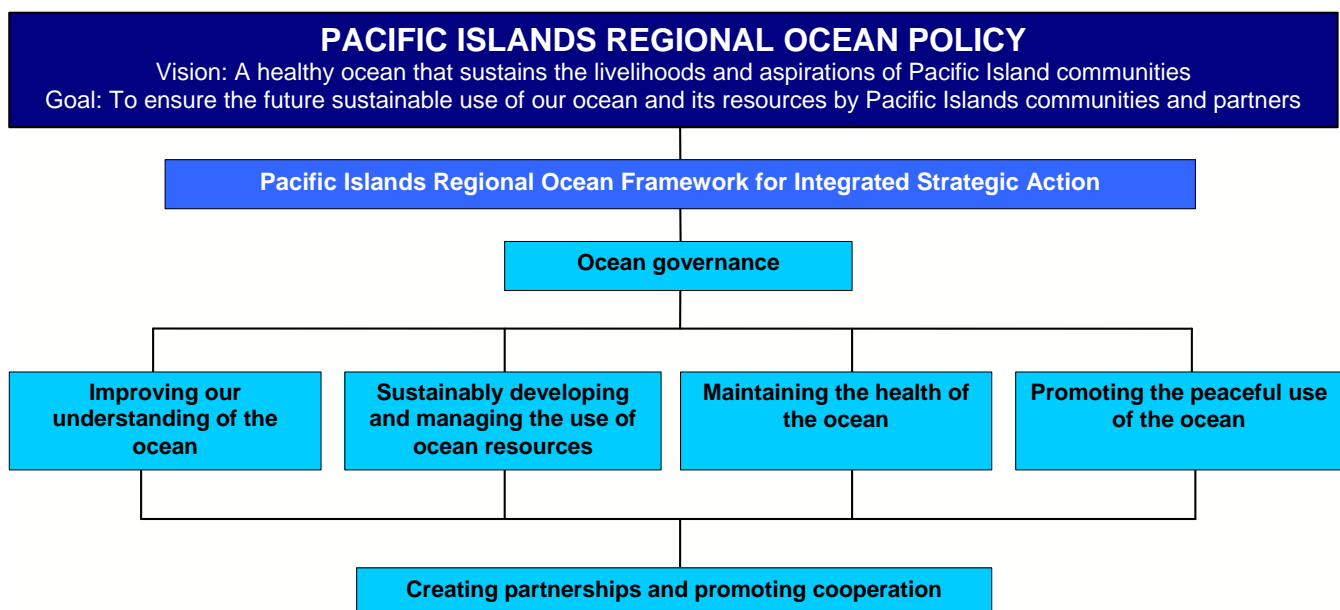 PACIFIC ISLANDS REGIONAL OCEAN POLICY
Vision: A healthy ocean that sustains the livelihoods and aspirations of Pacific Island communities
Goal: To ensure the future sustainable use of our ocean and its resources by Pacific Islands communities and partners
Pacific Islands Regional Ocean Framework for Integrated Strategic Action
Ocean governance
Improving our
understanding of the
ocean
Sustainably developing
and managing the use of
ocean resources
Maintaining the health of
the ocean
Promoting the peaceful use
of the ocean
Creating partnerships and promoting cooperation